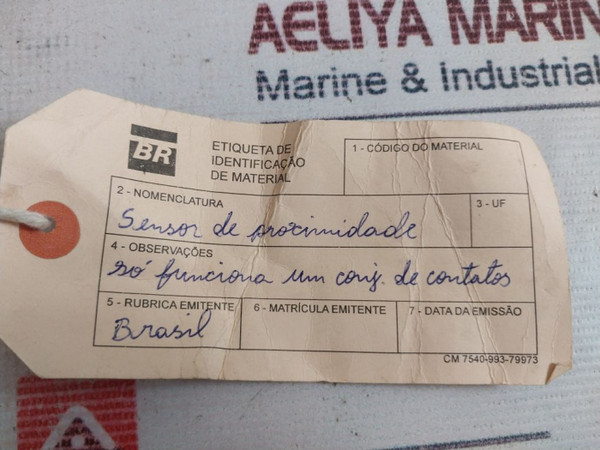 AELIYA MARIN
Marine & Industrial
BR
ETIQUETA DE
IDENTIFICAÇÃO
DE MATERIAL
1 - CÓDIGO DO MATERIAL
2 - NOMENCLATURA
3 - UF
Sensor de proximidade
4 - OBSERVAÇÕES
só funciona um conj. de contatos
5 - RUBRICA EMITENTE
6 - MATRÍCULA EMITENTE
7 - DATA DA EMISSÃO
Brasil
CM 7540-993-79973